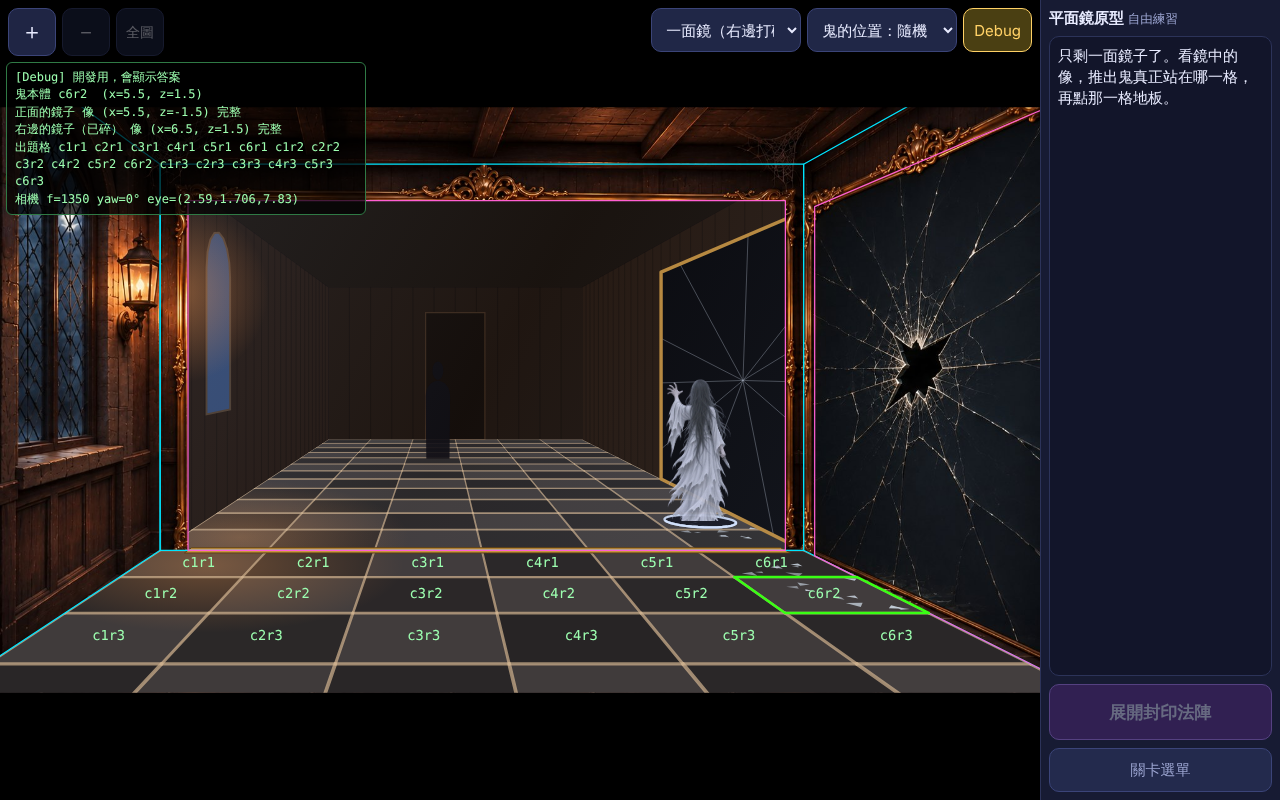 +
−
全圖
一面鏡（右邊打
鬼的位置：隨機
Debug
平面鏡原型 自由練習
只剩一面鏡子了。看鏡中的
像，推出鬼真正站在哪一格，
再點那一格地板。
[Debug] 開發用，會顯示答案
鬼本體 c6r2 (x=5.5, z=1.5)
正面的鏡子 像 (x=5.5, z=-1.5) 完整
右邊的鏡子（已碎） 像 (x=6.5, z=1.5) 完整
出題格 c1r1 c2r1 c3r1 c4r1 c5r1 c6r1 c1r2 c2r2
c3r2 c4r2 c5r2 c6r2 c1r3 c2r3 c3r3 c4r3 c5r3
c6r3
相機 f=1350 yaw=0° eye=(2.59,1.706,7.83)
c1r1 c2r1 c3r1 c4r1 c5r1 c6r1
c1r2 c2r2 c3r2 c4r2 c5r2 c6r2
c1r3 c2r3 c3r3 c4r3 c5r3 c6r3
展開封印法陣
關卡選單